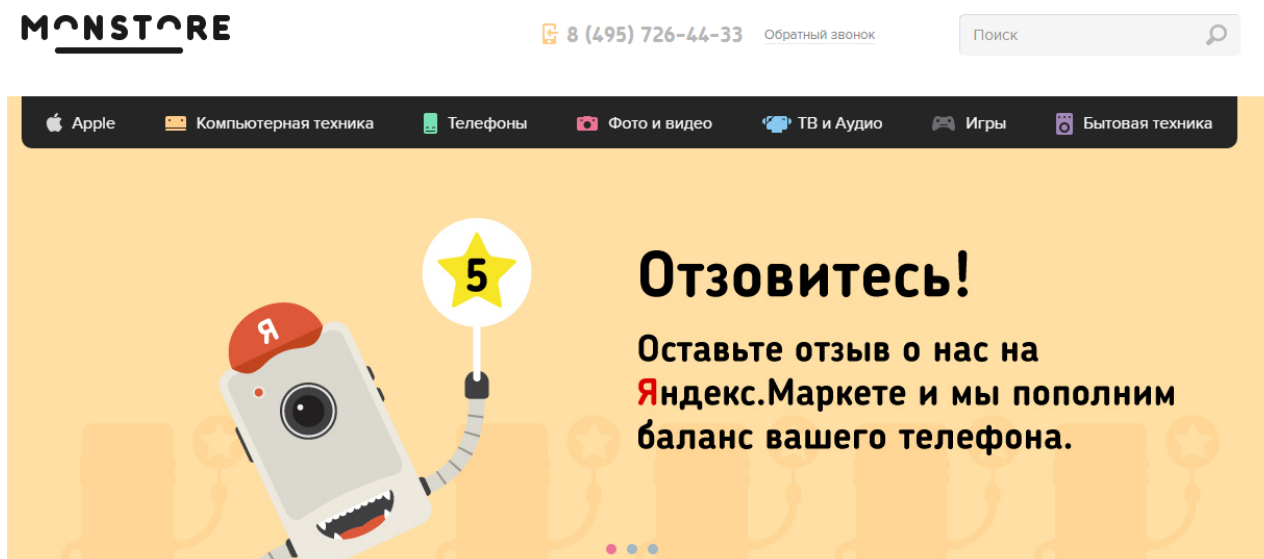 MONSTORE
8 (495) 726-44-33
Обратный звонок
Поиск
Apple
Компьютерная техника
Телефоны
Фото и видео
ТВ и Аудио
Игры
Бытовая техника
5
Я
Отзовитесь!
Оставьте отзыв о нас на
Яндекс.Маркете и мы пополним
баланс вашего телефона.